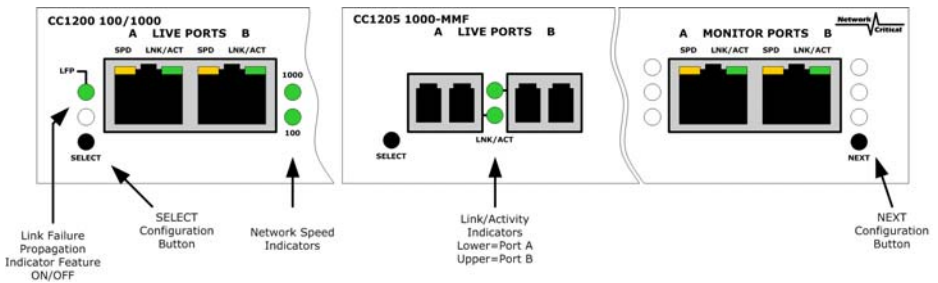 CC1200 100/1000
A LIVE PORTS B
SPD LNK/ACT SPD LNK/ACT
LFP
1000
100
SELECT
CC1205 1000-MMF
A LIVE PORTS B
SELECT
LNK/ACT
Network Critical
A MONITOR PORTS B
SPD LNK/ACT SPD LNK/ACT
NEXT
Link Failure
Propagation
Indicator Feature
ON/OFF
SELECT
Configuration
Button
Network Speed
Indicators
Link/Activity
Indicators
Lower=Port A
Upper=Port B
NEXT
Configuration
Button